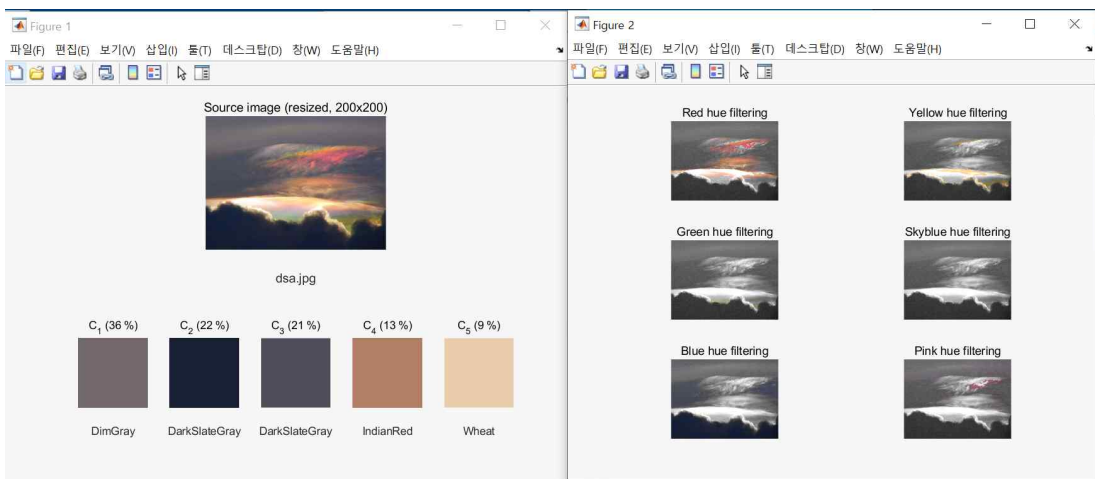 Figure 1
파일(F) 편집(E) 보기(V) 삽입(I) 툴(T) 데스크탑(D) 창(W) 도움말(H)
Source image (resized, 200x200)
dsa.jpg
C1 (36 %) C2 (22 %) C3 (21 %) C4 (13 %) C5 (9 %)
DimGray DarkSlateGray DarkSlateGray IndianRed Wheat
Figure 2
파일(F) 편집(E) 보기(V) 삽입(I) 툴(T) 데스크탑(D) 창(W) 도움말(H)
Red hue filtering Yellow hue filtering
Green hue filtering Skyblue hue filtering
Blue hue filtering Pink hue filtering